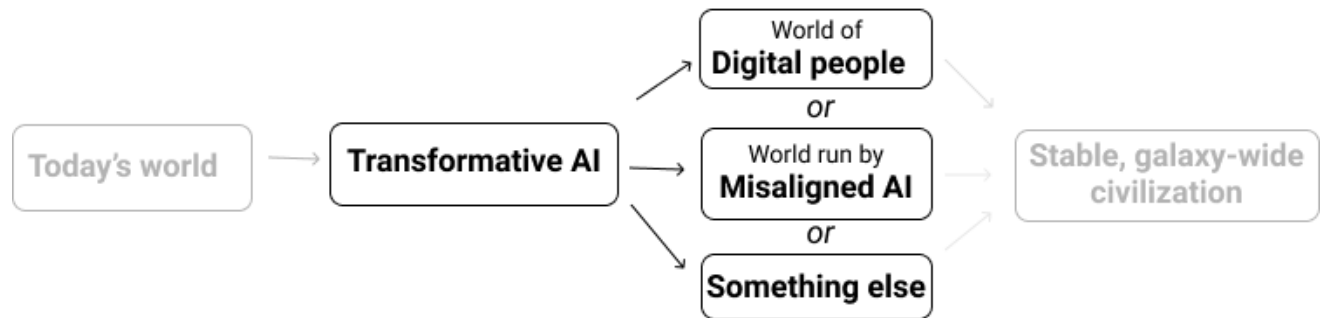 Today's world
Transformative AI
World of
Digital people
or
World run by
Misaligned AI
or
Something else
Stable, galaxy-wide
civilization